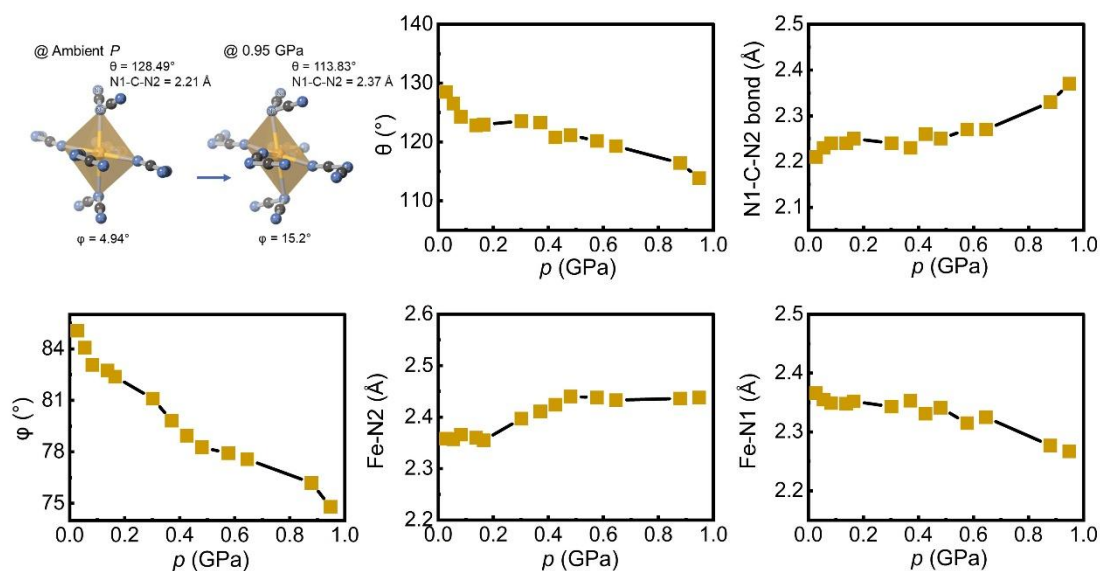 @ Ambient P
θ = 128.49°
N1-C-N2 = 2.21 Å
@ 0.95 GPa
θ = 113.83°
N1-C-N2 = 2.37 Å
φ = 4.94°
φ = 15.2°
θ (°)
140
130
120
110
0.0 0.2 0.4 0.6 0.8 1.0
p (GPa)
N1-C-N2 bond (Å)
2.4
2.3
2.2
2.1
0.0 0.2 0.4 0.6 0.8 1.0
p (GPa)
φ (°)
84
81
78
75
0.0 0.2 0.4 0.6 0.8 1.0
p (GPa)
Fe-N2 (Å)
2.6
2.5
2.4
2.3
2.2
0.0 0.2 0.4 0.6 0.8 1.0
p (GPa)
Fe-N1 (Å)
2.5
2.4
2.3
2.2
0.0 0.2 0.4 0.6 0.8 1.0
p (GPa)